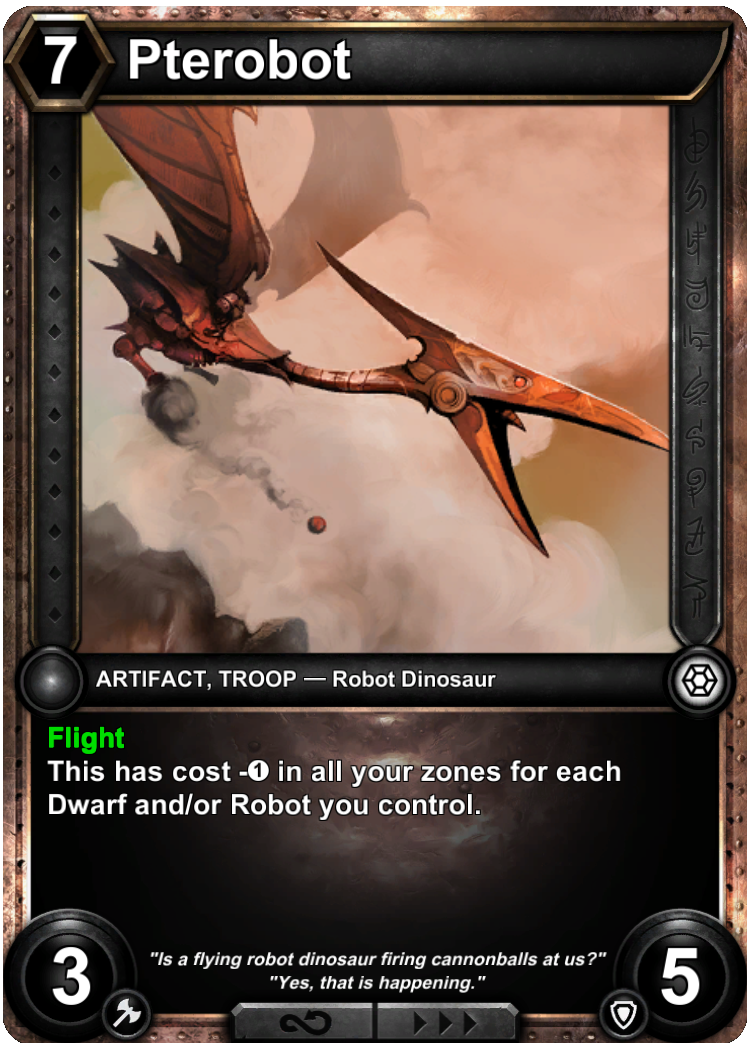 7 Pterobot
ARTIFACT, TROOP — Robot Dinosaur
Flight
This has cost -❶ in all your zones for each
Dwarf and/or Robot you control.
"Is a flying robot dinosaur firing cannonballs at us?"
"Yes, that is happening."
3
5